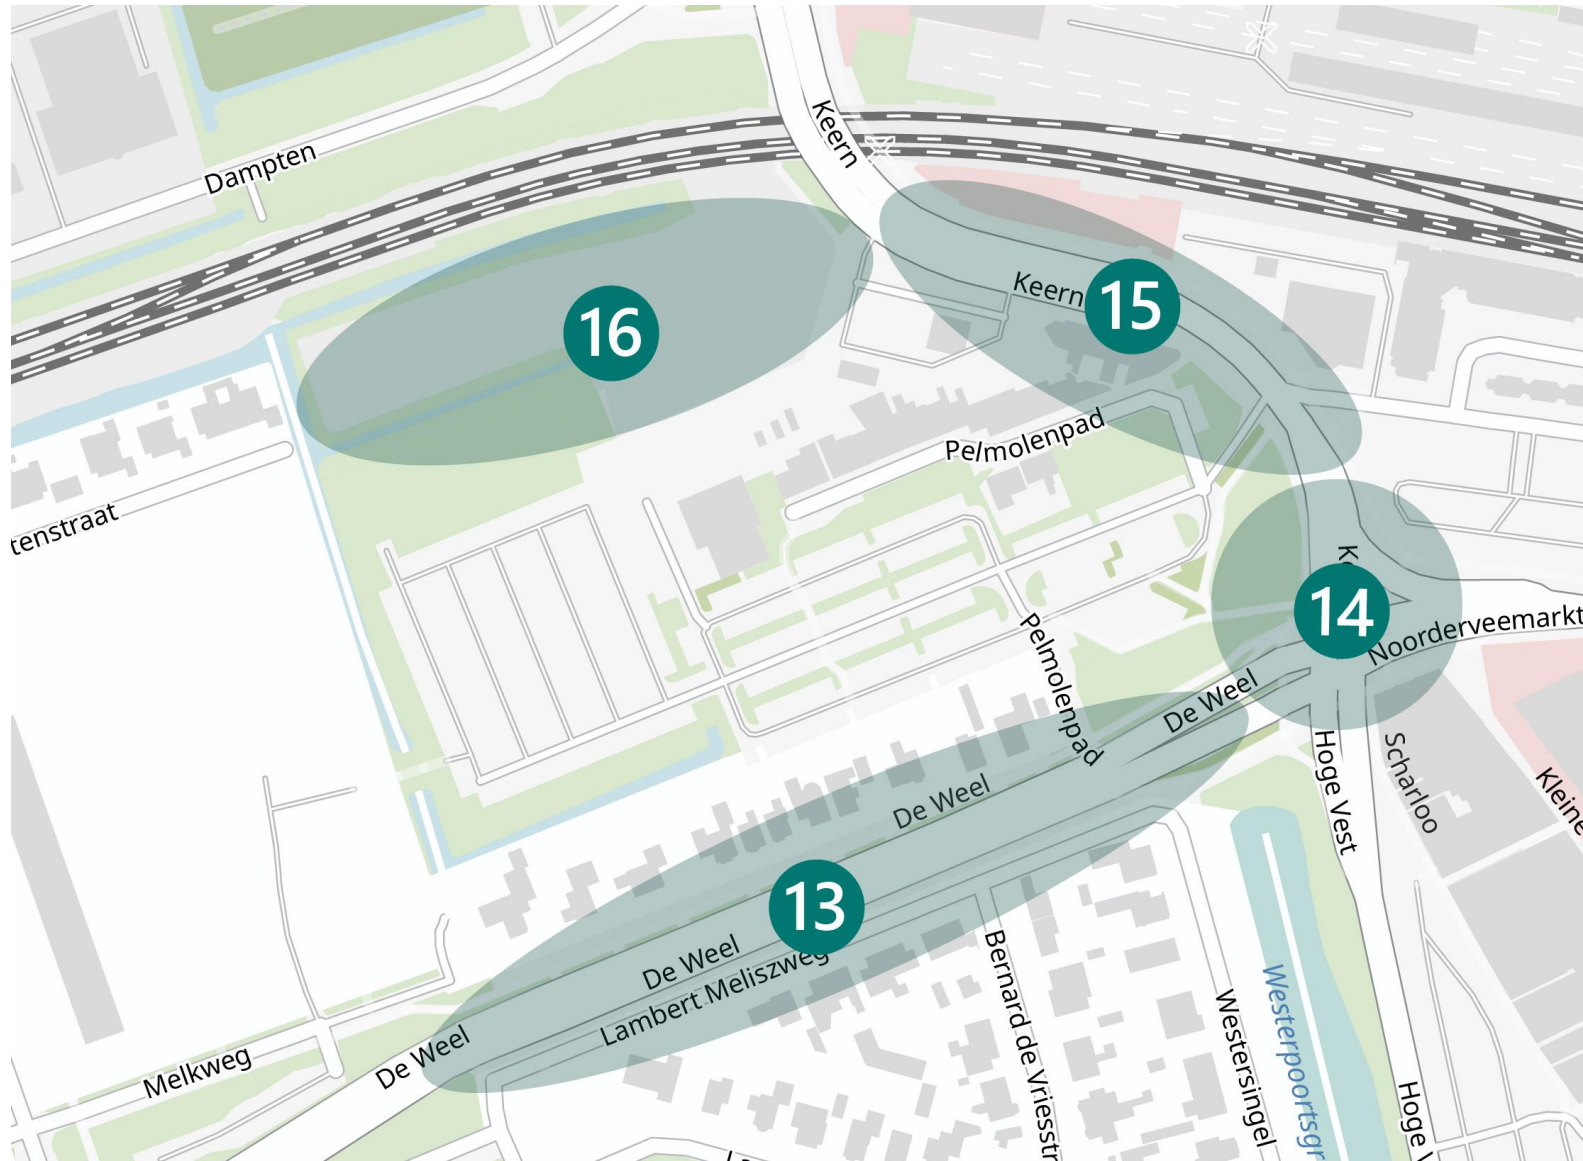 Keern
Dampten
16
Keern
15
Pelmolenpad
tenstraat
14
Noorderveemarkt
Pelmolenpad
De Weel
Hoge Vest
Scharloo
Kleine
De Weel
13
De Weel
Lambert Meliszweg
Bernard de Vriesstr
Westersingel
Westerpoortsgr
De Weel
Melkweg
Hoge V